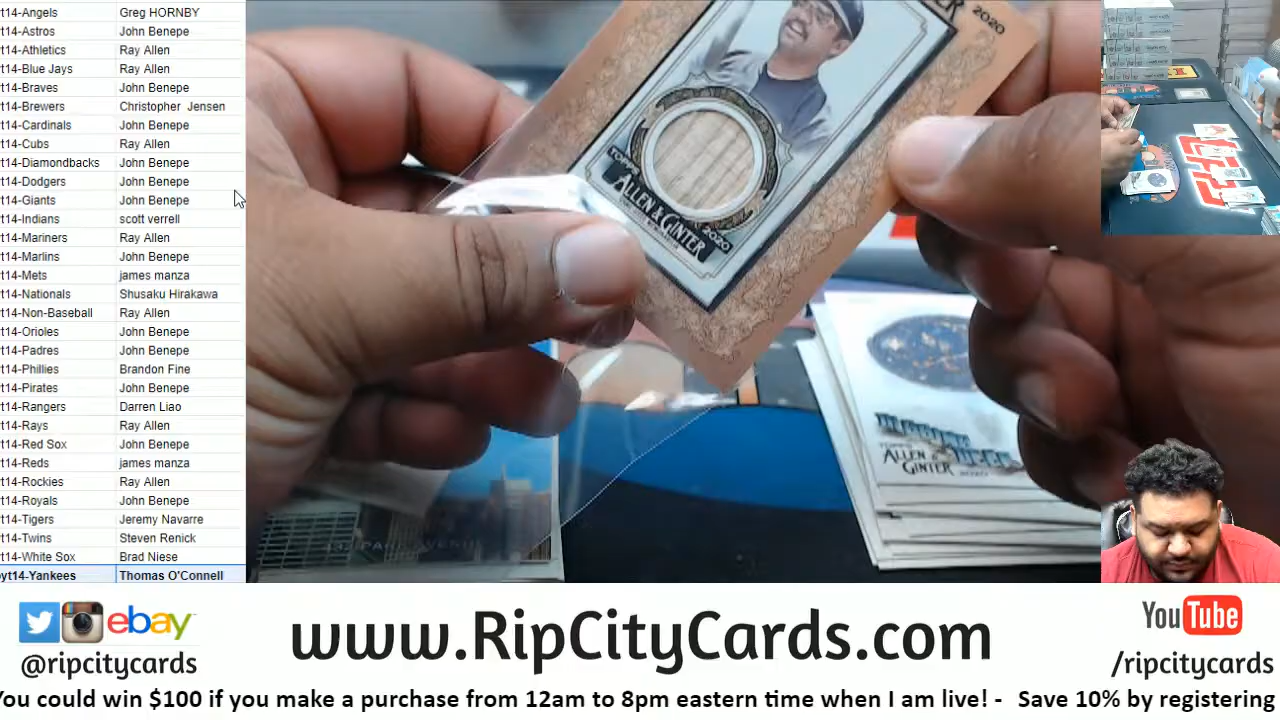 t14-Angels Greg HORNBY
t14-Astros John Benepe
t14-Athletics Ray Allen
t14-Blue Jays Ray Allen
t14-Braves John Benepe
t14-Brewers Christopher Jensen
t14-Cardinals John Benepe
t14-Cubs Ray Allen
t14-Diamondbacks John Benepe
t14-Dodgers John Benepe
t14-Giants John Benepe
t14-Indians scott verrell
t14-Mariners Ray Allen
t14-Marlins John Benepe
t14-Mets james manza
t14-Nationals Shusaku Hirakawa
t14-Non-Baseball Ray Allen
t14-Orioles John Benepe
t14-Padres John Benepe
t14-Phillies Brandon Fine
t14-Pirates John Benepe
t14-Rangers Darren Liao
t14-Rays Ray Allen
t14-Red Sox John Benepe
t14-Reds james manza
t14-Rockies Ray Allen
t14-Royals John Benepe
t14-Tigers Jeremy Navarre
t14-Twins Steven Renick
t14-White Sox Brad Niese
yt14-Yankees Thomas O'Connell
2020
TOPPS
ALLEN & GINTER
2020
TOPPS
ALLEN &
GINTER
2020
ebay
@ripcitycards
www.RipCityCards.com
YouTube
/ripcitycards
You could win $100 if you make a purchase from 12am to 8pm eastern time when I am live! - Save 10% by registering